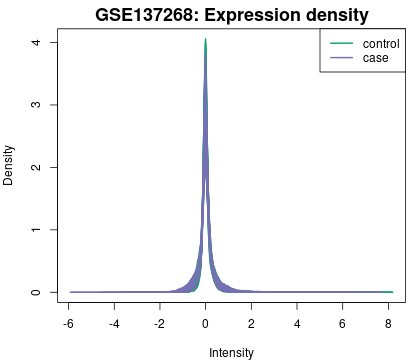 GSE137268: Expression density
control
case
4
3
2
1
0
Density
-6 -4 -2 0 2 4 6 8
Intensity